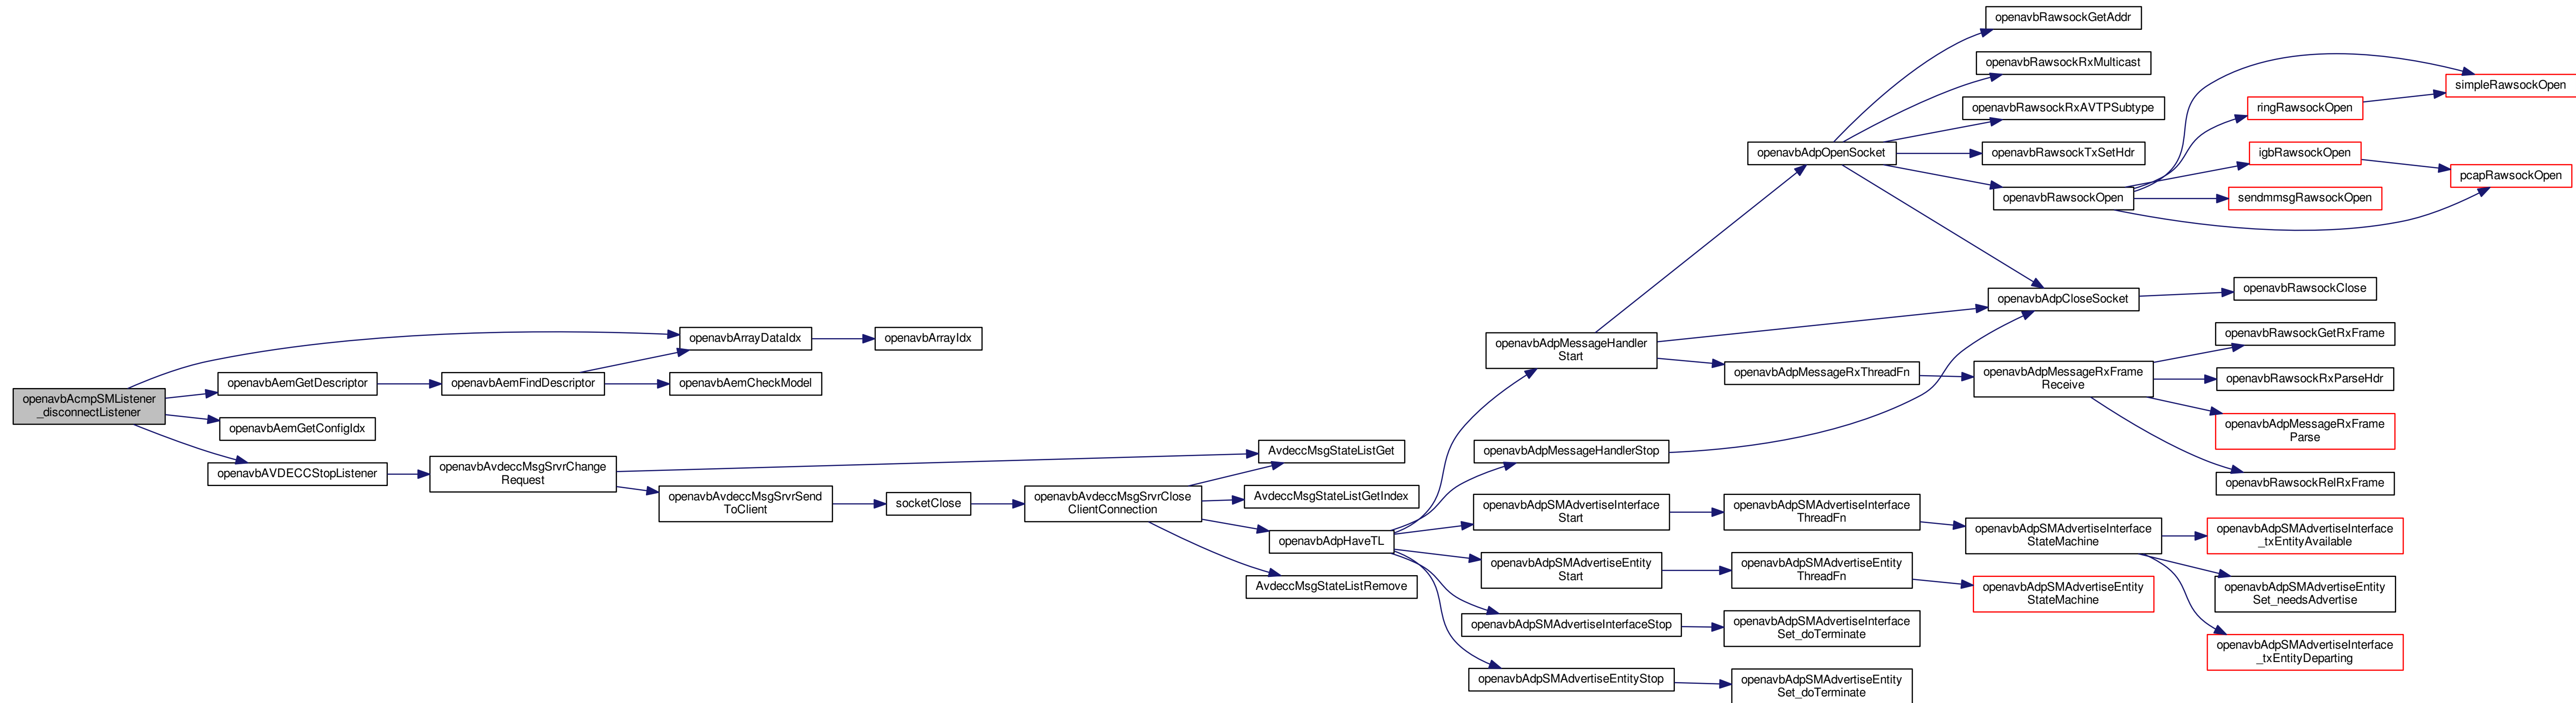 openavbAcmpSMListener
_disconnectListener
openavbArrayDataIdx
openavbArrayIdx
openavbAemGetDescriptor
openavbAemFindDescriptor
openavbAemCheckModel
openavbAemGetConfigIdx
openavbAVDECCStopListener
openavbAvdeccMsgSrvrChange
Request
openavbAvdeccMsgSrvrSend
ToClient
socketClose
openavbAvdeccMsgSrvrClose
ClientConnection
AvdeccMsgStateListGet
AvdeccMsgStateListGetIndex
openavbAdpHaveTL
AvdeccMsgStateListRemove
openavbAdpMessageHandler
Start
openavbAdpMessageHandlerStop
openavbAdpSMAdvertiseInterface
Start
openavbAdpSMAdvertiseEntity
Start
openavbAdpSMAdvertiseInterfaceStop
openavbAdpSMAdvertiseEntityStop
openavbAdpOpenSocket
openavbAdpMessageRxThreadFn
openavbAdpSMAdvertiseInterface
ThreadFn
openavbAdpSMAdvertiseEntity
ThreadFn
openavbAdpSMAdvertiseInterface
Set_doTerminate
openavbAdpSMAdvertiseEntity
Set_doTerminate
openavbRawsockGetAddr
openavbRawsockRxMulticast
openavbRawsockRxAVTPSubtype
openavbRawsockTxSetHdr
openavbRawsockOpen
openavbAdpCloseSocket
openavbAdpMessageRxFrame
Receive
openavbAdpSMAdvertiseInterface
StateMachine
openavbAdpSMAdvertiseEntity
StateMachine
ringRawsockOpen
igbRawsockOpen
sendmmsgRawsockOpen
simpleRawsockOpen
pcapRawsockOpen
openavbRawsockClose
openavbRawsockGetRxFrame
openavbRawsockRxParseHdr
openavbAdpMessageRxFrame
Parse
openavbRawsockRelRxFrame
openavbAdpSMAdvertiseInterface
_txEntityAvailable
openavbAdpSMAdvertiseEntity
Set_needsAdvertise
openavbAdpSMAdvertiseInterface
_txEntityDeparting